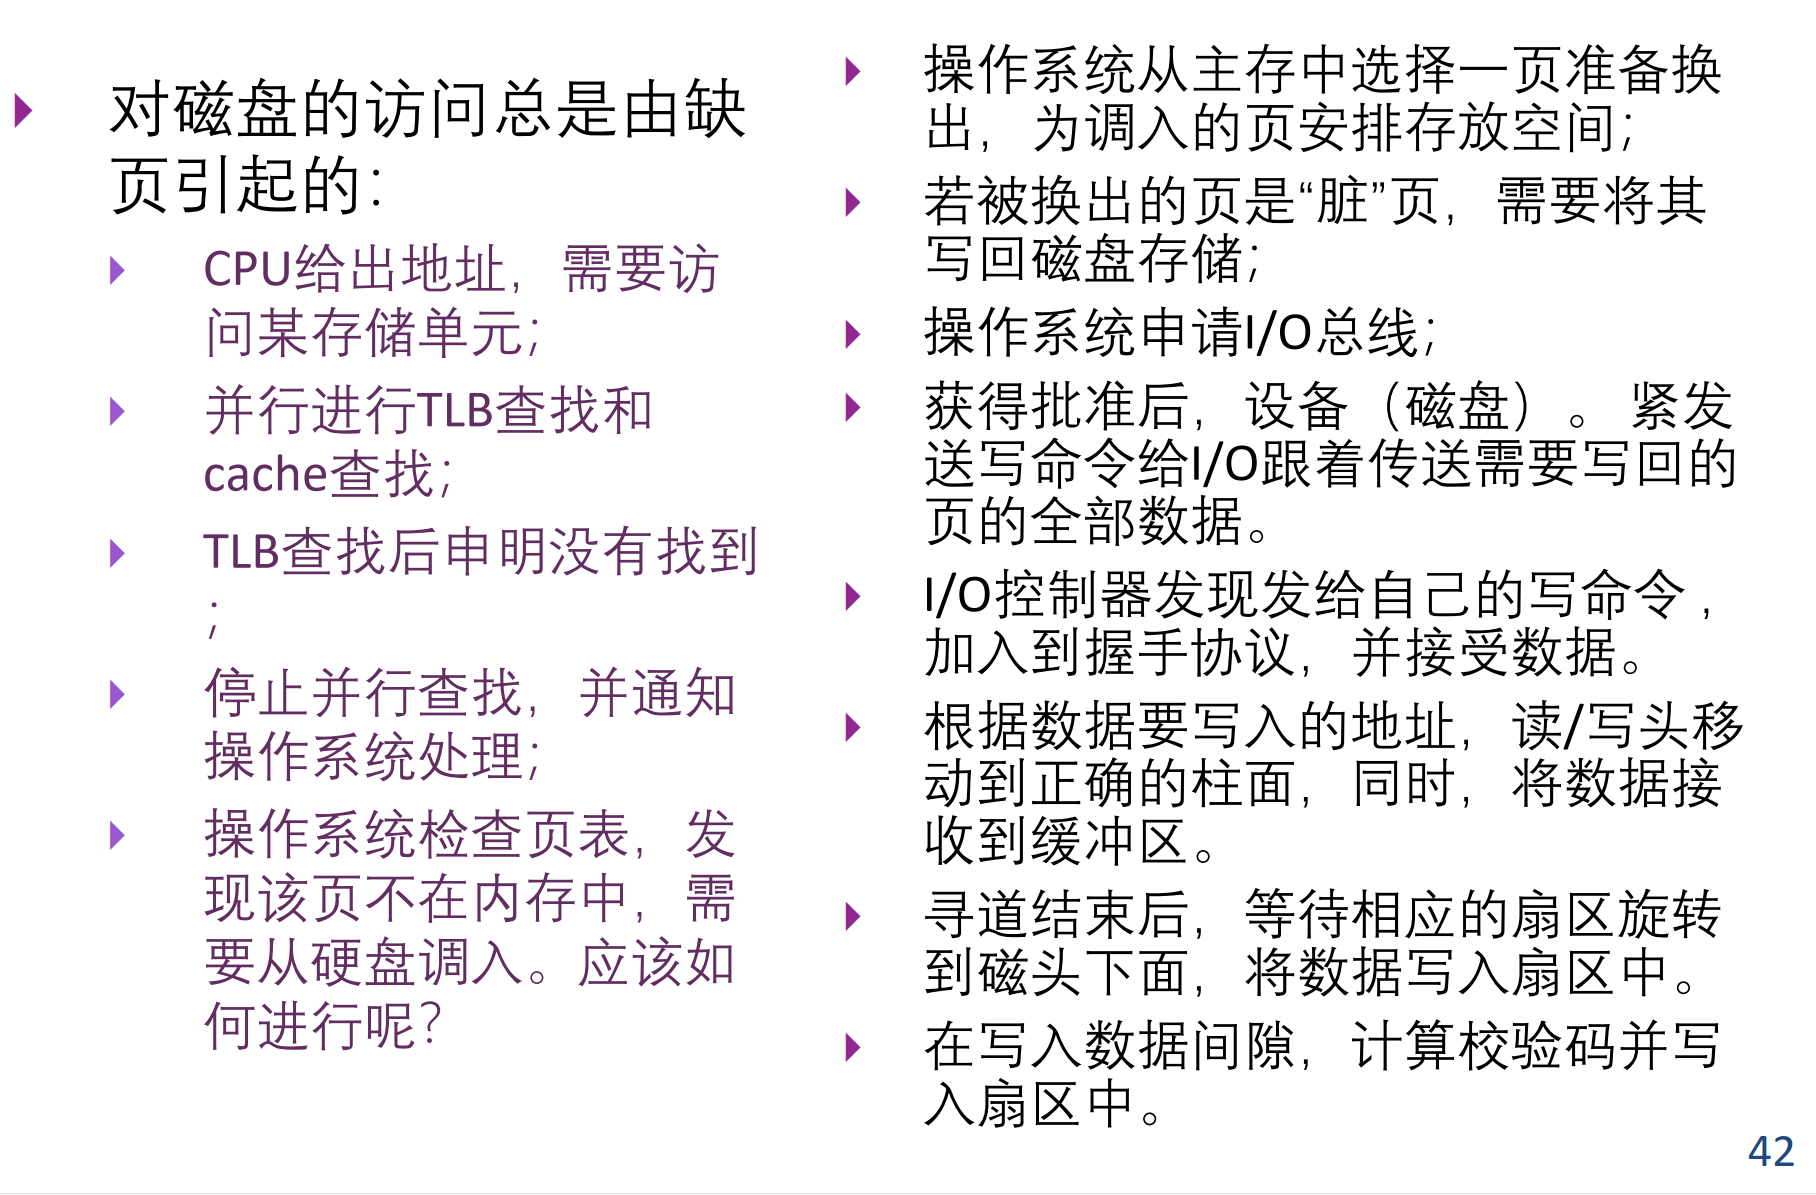 对磁盘的访问总是由缺
页引起的：
CPU给出地址，需要访
问某存储单元；
并行进行TLB查找和
cache查找；
TLB查找后申明没有找到
；
停止并行查找，并通知
操作系统处理；
操作系统检查页表，发
现该页不在内存中，需
要从硬盘调入。应该如
何进行呢？
操作系统从主存中选择一页准备换
出，为调入的页安排存放空间；
若被换出的页是“脏”页，需要将其
写回磁盘存储；
操作系统申请I/O总线；
获得批准后，设备（磁盘）。紧发
送写命令给I/O跟着传送需要写回的
页的全部数据。
I/O控制器发现发给自己的写命令，
加入到握手协议，并接受数据。
根据数据要写入的地址，读/写头移
动到正确的柱面，同时，将数据接
收到缓冲区。
寻道结束后，等待相应的扇区旋转
到磁头下面，将数据写入扇区中。
在写入数据间隙，计算校验码并写
入扇区中。
42